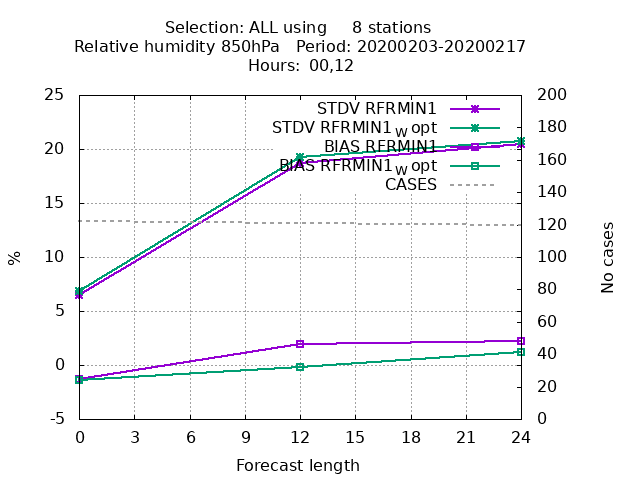 Selection: ALL using     8 stations
Relative humidity 850hPa   Period: 20200203-20200217
Hours: 00,12
STDV RFRMIN1
STDV RFRMIN1_W opt
BIAS RFRMIN1
BIAS RFRMIN1_W opt
CASES
25
20
15
10
5
0
-5
%
200
180
160
140
120
100
80
60
40
20
0
No cases
0 3 6 9 12 15 18 21 24
Forecast length